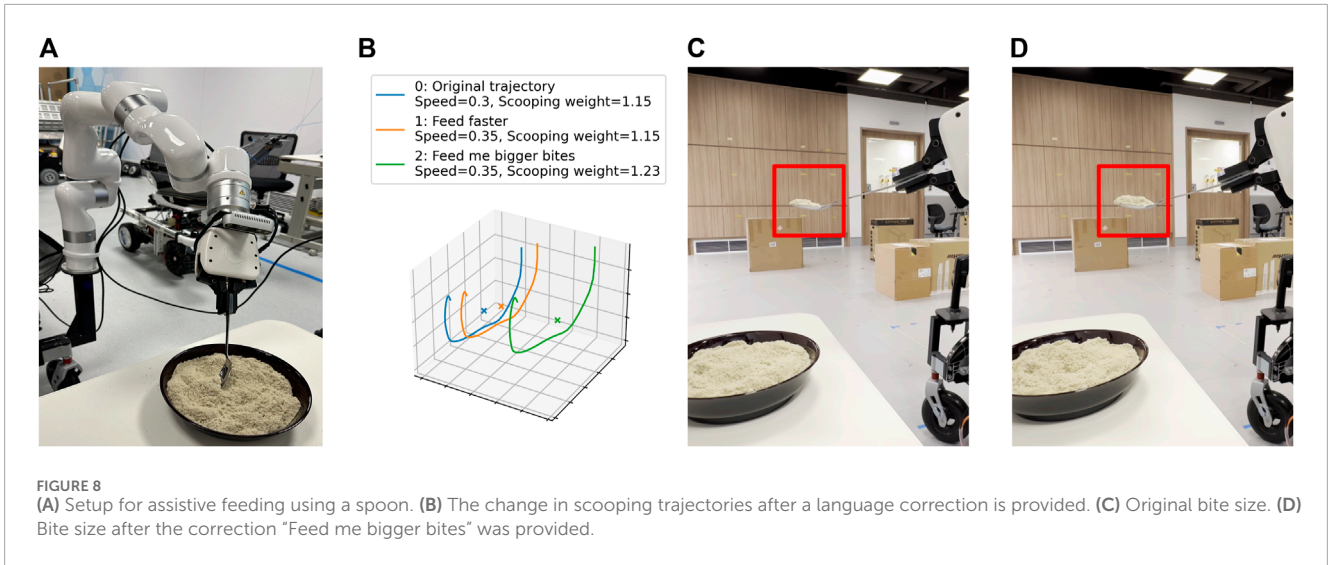 A
B
C
D
0: Original trajectory
Speed=0.3, Scooping weight=1.15
1: Feed faster
Speed=0.35, Scooping weight=1.15
2: Feed me bigger bites
Speed=0.35, Scooping weight=1.23
FIGURE 8
(A) Setup for assistive feeding using a spoon. (B) The change in scooping trajectories after a language correction is provided. (C) Original bite size. (D)
Bite size after the correction “Feed me bigger bites” was provided.